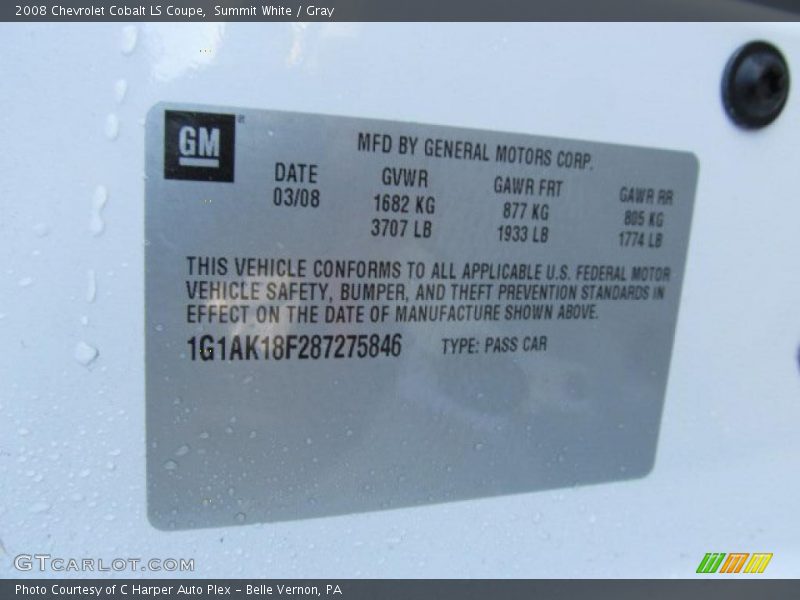 2008 Chevrolet Cobalt LS Coupe, Summit White / Gray
GM
MFD BY GENERAL MOTORS CORP.
DATE GVWR GAWR FRT GAWR RR
03/08 1682 KG 877 KG 805 KG
3707 LB 1933 LB 1774 LB
THIS VEHICLE CONFORMS TO ALL APPLICABLE U.S. FEDERAL MOTOR
VEHICLE SAFETY, BUMPER, AND THEFT PREVENTION STANDARDS IN
EFFECT ON THE DATE OF MANUFACTURE SHOWN ABOVE.
1G1AK18F287275846 TYPE: PASS CAR
GTCARLOT.COM
Photo Courtesy of C Harper Auto Plex - Belle Vernon, PA